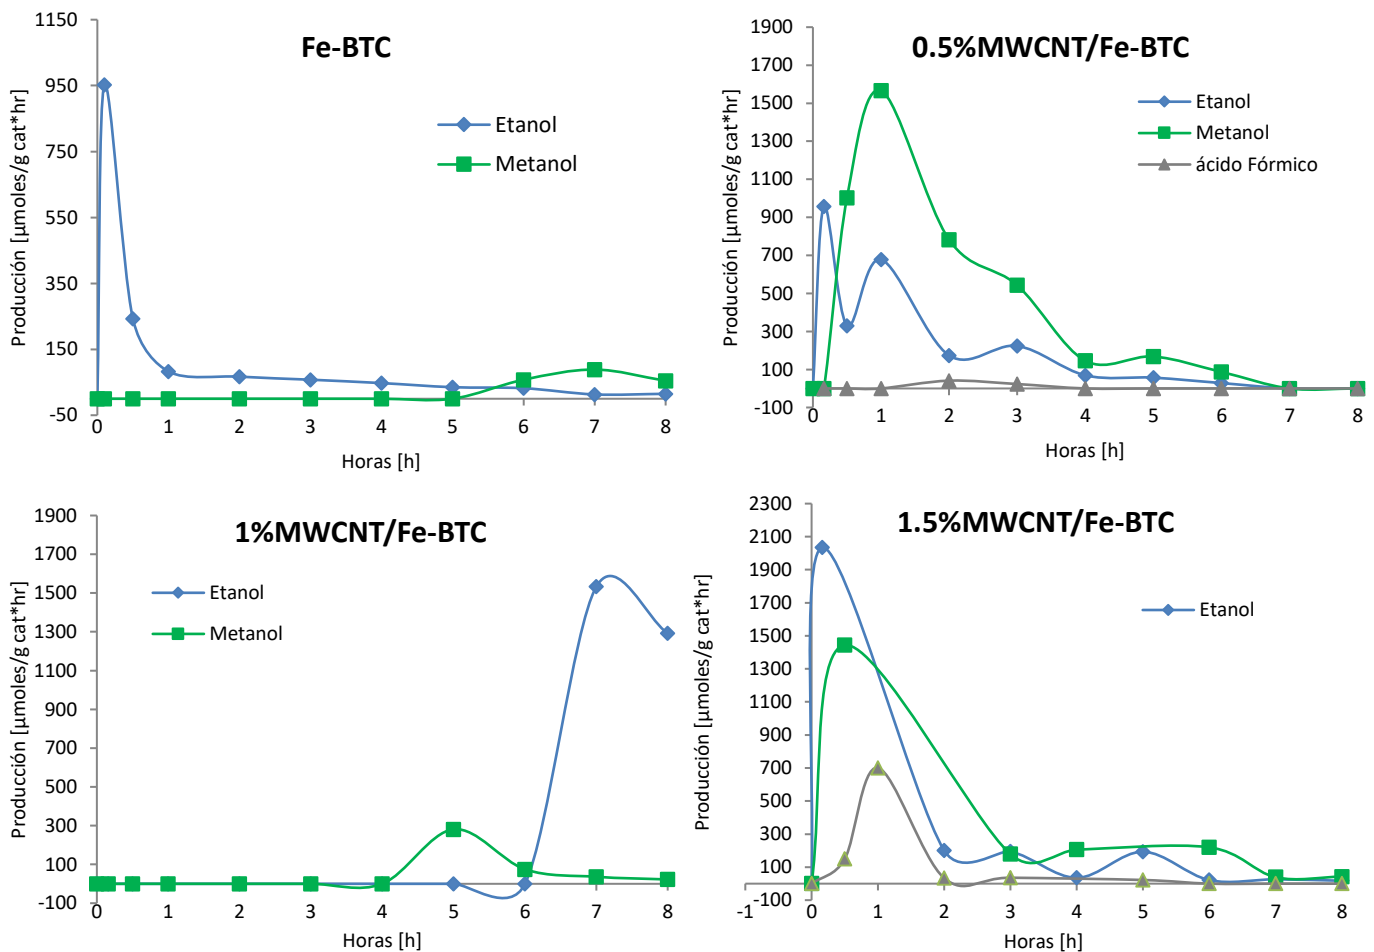 Fe-BTC
Producción [µmoles/g cat*hr]
1150
950
750
550
350
150
-50
Etanol
Metanol
0 1 2 3 4 5 6 7 8
Horas [h]
0.5%MWCNT/Fe-BTC
Producción [µmoles/g cat*hr]
1900
1700
1500
1300
1100
900
700
500
300
100
-100
Etanol
Metanol
ácido Fórmico
0 1 2 3 4 5 6 7 8
Horas [h]
1%MWCNT/Fe-BTC
Producción [µmoles/g cat*hr]
1900
1700
1500
1300
1100
900
700
500
300
100
-100
Etanol
Metanol
0 1 2 3 4 5 6 7 8
Horas [h]
1.5%MWCNT/Fe-BTC
Producción [µmoles/g cat*hr]
2300
2100
1900
1700
1500
1300
1100
900
700
500
300
100
-100
Etanol
-1 0 1 2 3 4 5 6 7 8
Horas [h]